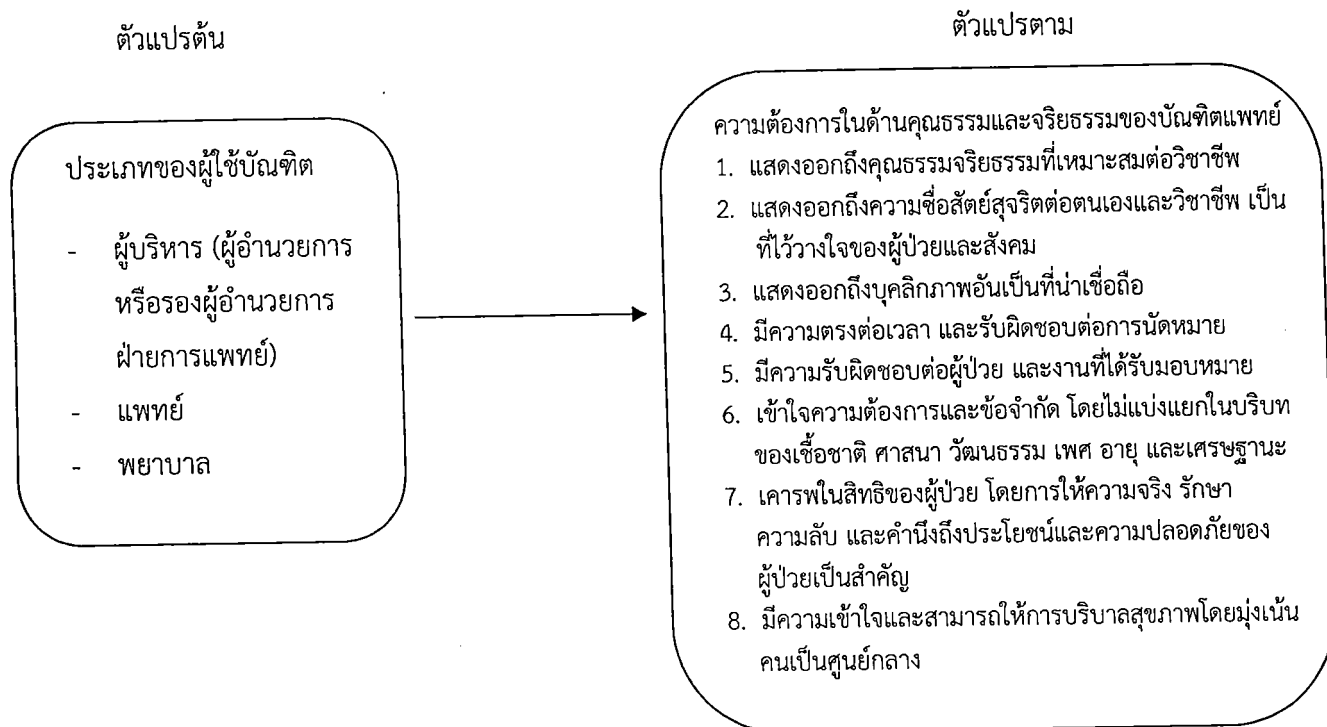 ตัวแปรต้น
ประเภทของผู้ใช้บัณฑิต
- ผู้บริหาร (ผู้อำนวยการ
หรือรองผู้อำนวยการ
ฝ่ายการแพทย์)
- แพทย์
- พยาบาล
ตัวแปรตาม
ความต้องการในด้านคุณธรรมและจริยธรรมของบัณฑิตแพทย์
1. แสดงออกถึงคุณธรรมจริยธรรมที่เหมาะสมต่อวิชาชีพ
2. แสดงออกถึงความซื่อสัตย์สุจริตต่อตนเองและวิชาชีพ เป็น
ที่ไว้วางใจของผู้ป่วยและสังคม
3. แสดงออกถึงบุคลิกภาพอันเป็นที่น่าเชื่อถือ
4. มีความตรงต่อเวลา และรับผิดชอบต่อการนัดหมาย
5. มีความรับผิดชอบต่อผู้ป่วย และงานที่ได้รับมอบหมาย
6. เข้าใจความต้องการและข้อจำกัด โดยไม่แบ่งแยกในบริบท
ของเชื้อชาติ ศาสนา วัฒนธรรม เพศ อายุ และเศรษฐานะ
7. เคารพในสิทธิของผู้ป่วย โดยการให้ความจริง รักษา
ความลับ และคำนึงถึงประโยชน์และความปลอดภัยของ
ผู้ป่วยเป็นสำคัญ
8. มีความเข้าใจและสามารถให้การบริบาลสุขภาพโดยมุ่งเน้น
คนเป็นศูนย์กลาง